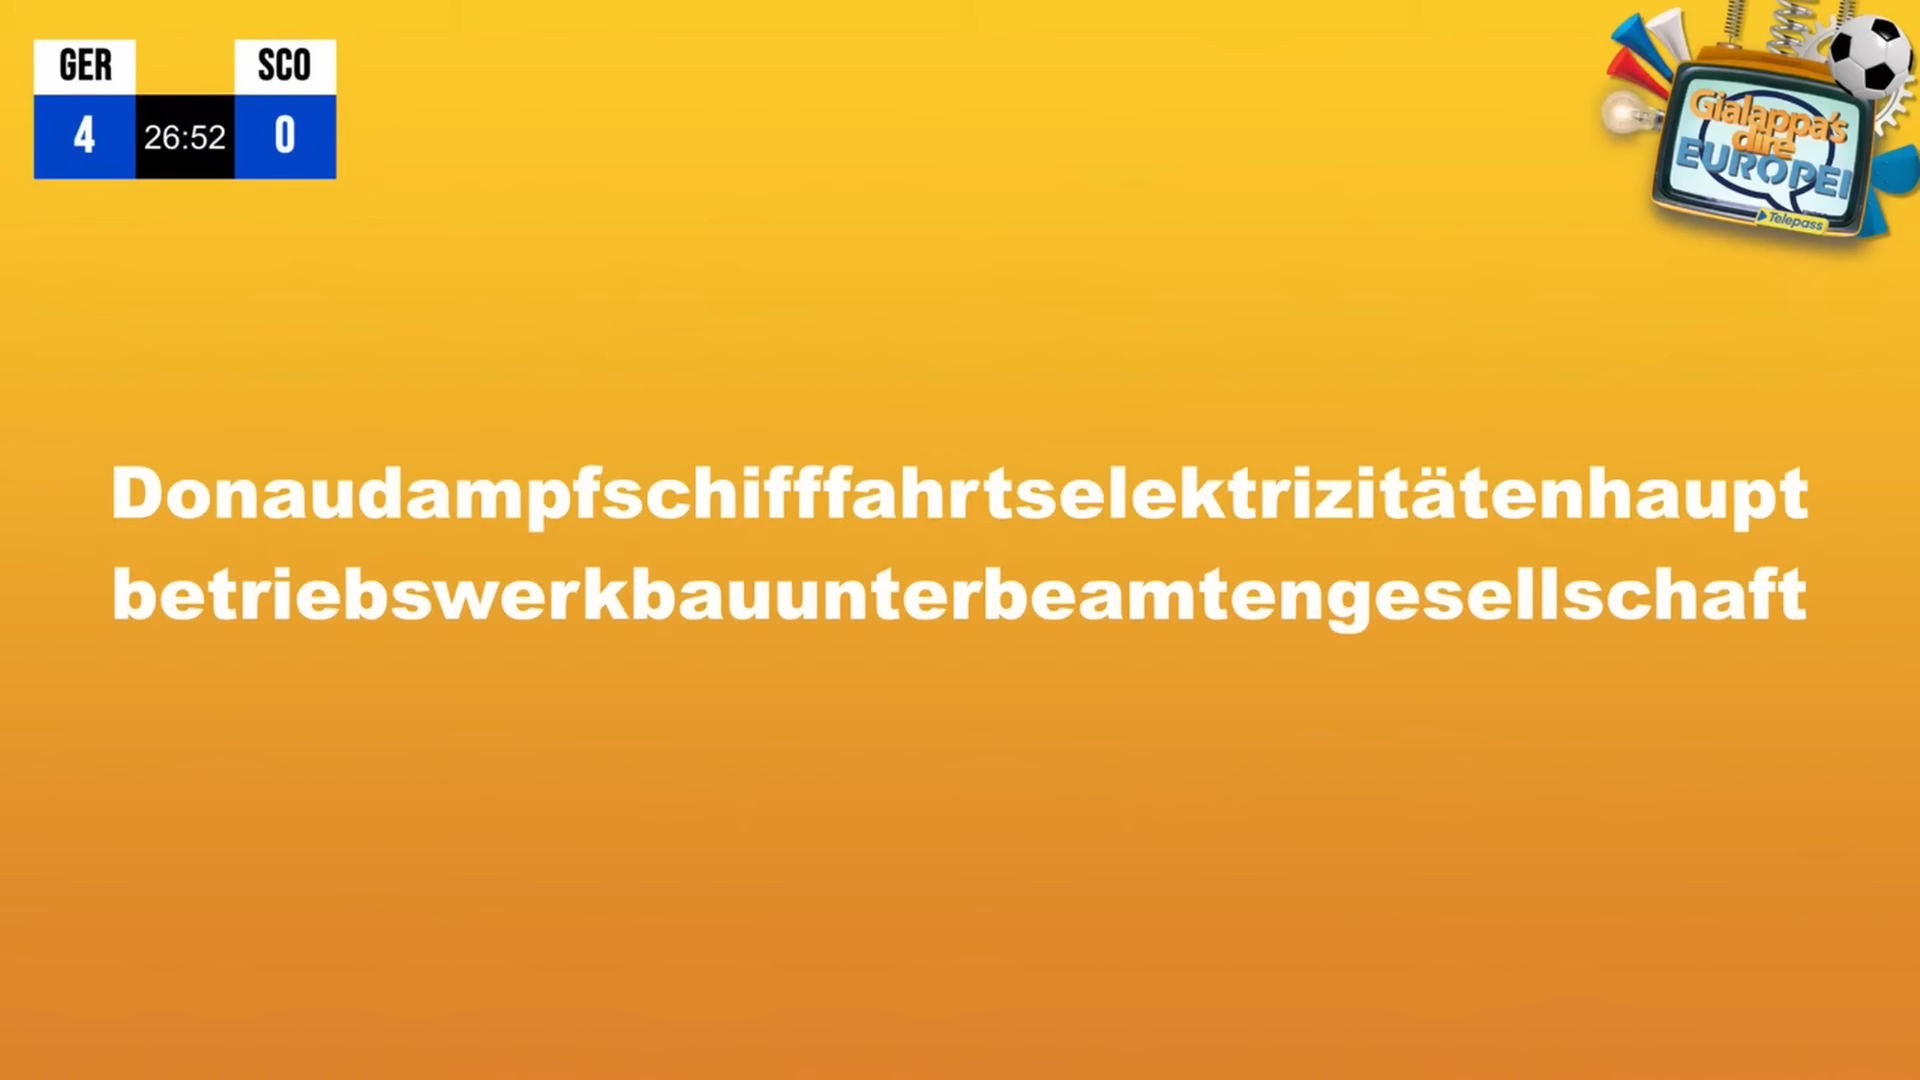 GER SCO
4 26:52 0
Gialappa's
dire
EUROPEI
Telepass
Donaudampfschifffahrtselektrizitätenhaupt
betriebswerkbauunterbeamtengesellschaft